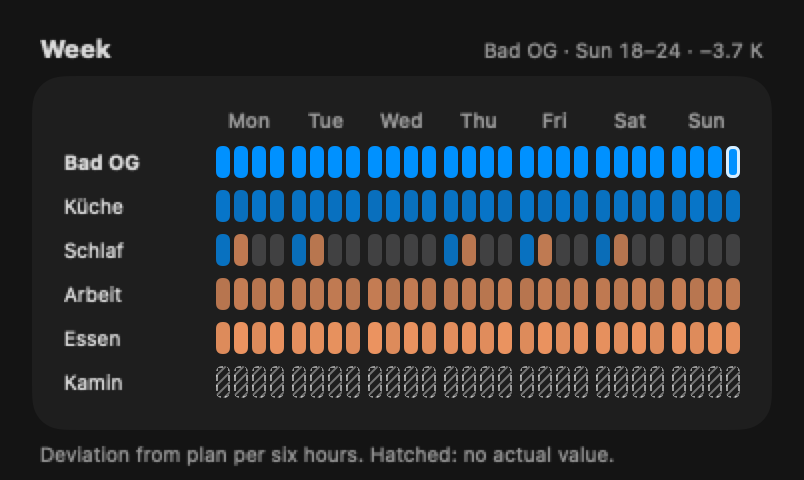 Week
Bad OG · Sun 18–24 · −3.7 K
Mon Tue Wed Thu Fri Sat Sun
Bad OG
Küche
Schlaf
Arbeit
Essen
Kamin
Deviation from plan per six hours. Hatched: no actual value.